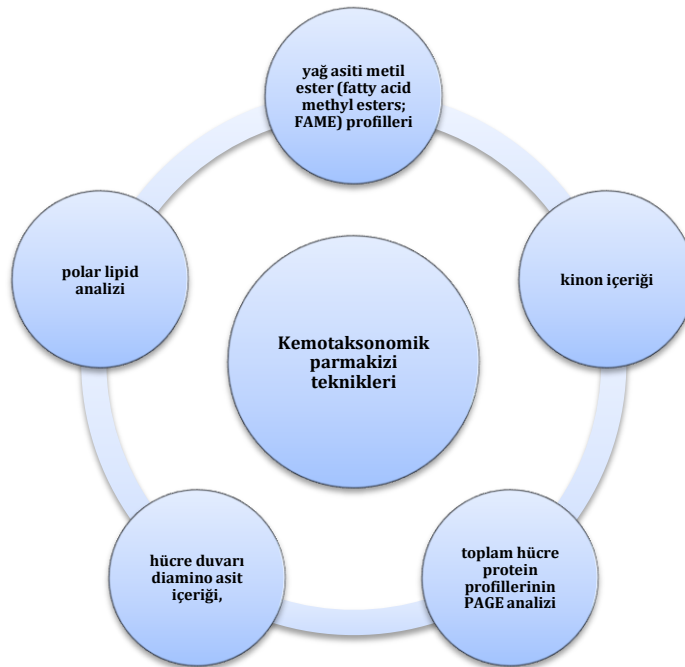 yağ asiti metil
ester (fatty acid
methyl esters;
FAME) profilleri
polar lipid
analizi
kinon içeriği
Kemotaksonomik
parmakizi
teknikleri
hücre duvarı
diamino asit
içeriği,
toplam hücre
protein
profillerinin
PAGE analizi